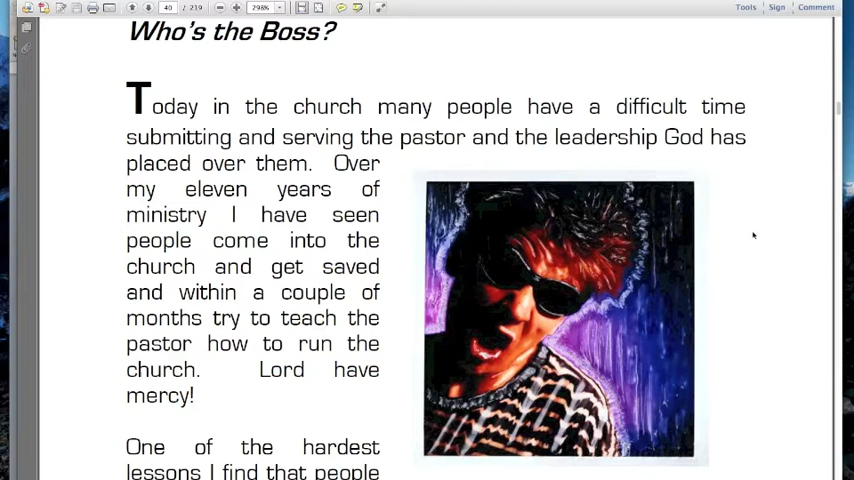 Tools Sign Comment
40 / 239 298%
Who's the Boss?
Today in the church many people have a difficult time
submitting and serving the pastor and the leadership God has
placed over them. Over
my eleven years of
ministry I have seen
people come into the
church and get saved
and within a couple of
months try to teach the
pastor how to run the
church. Lord have
mercy!
One of the hardest
lessons I find that people